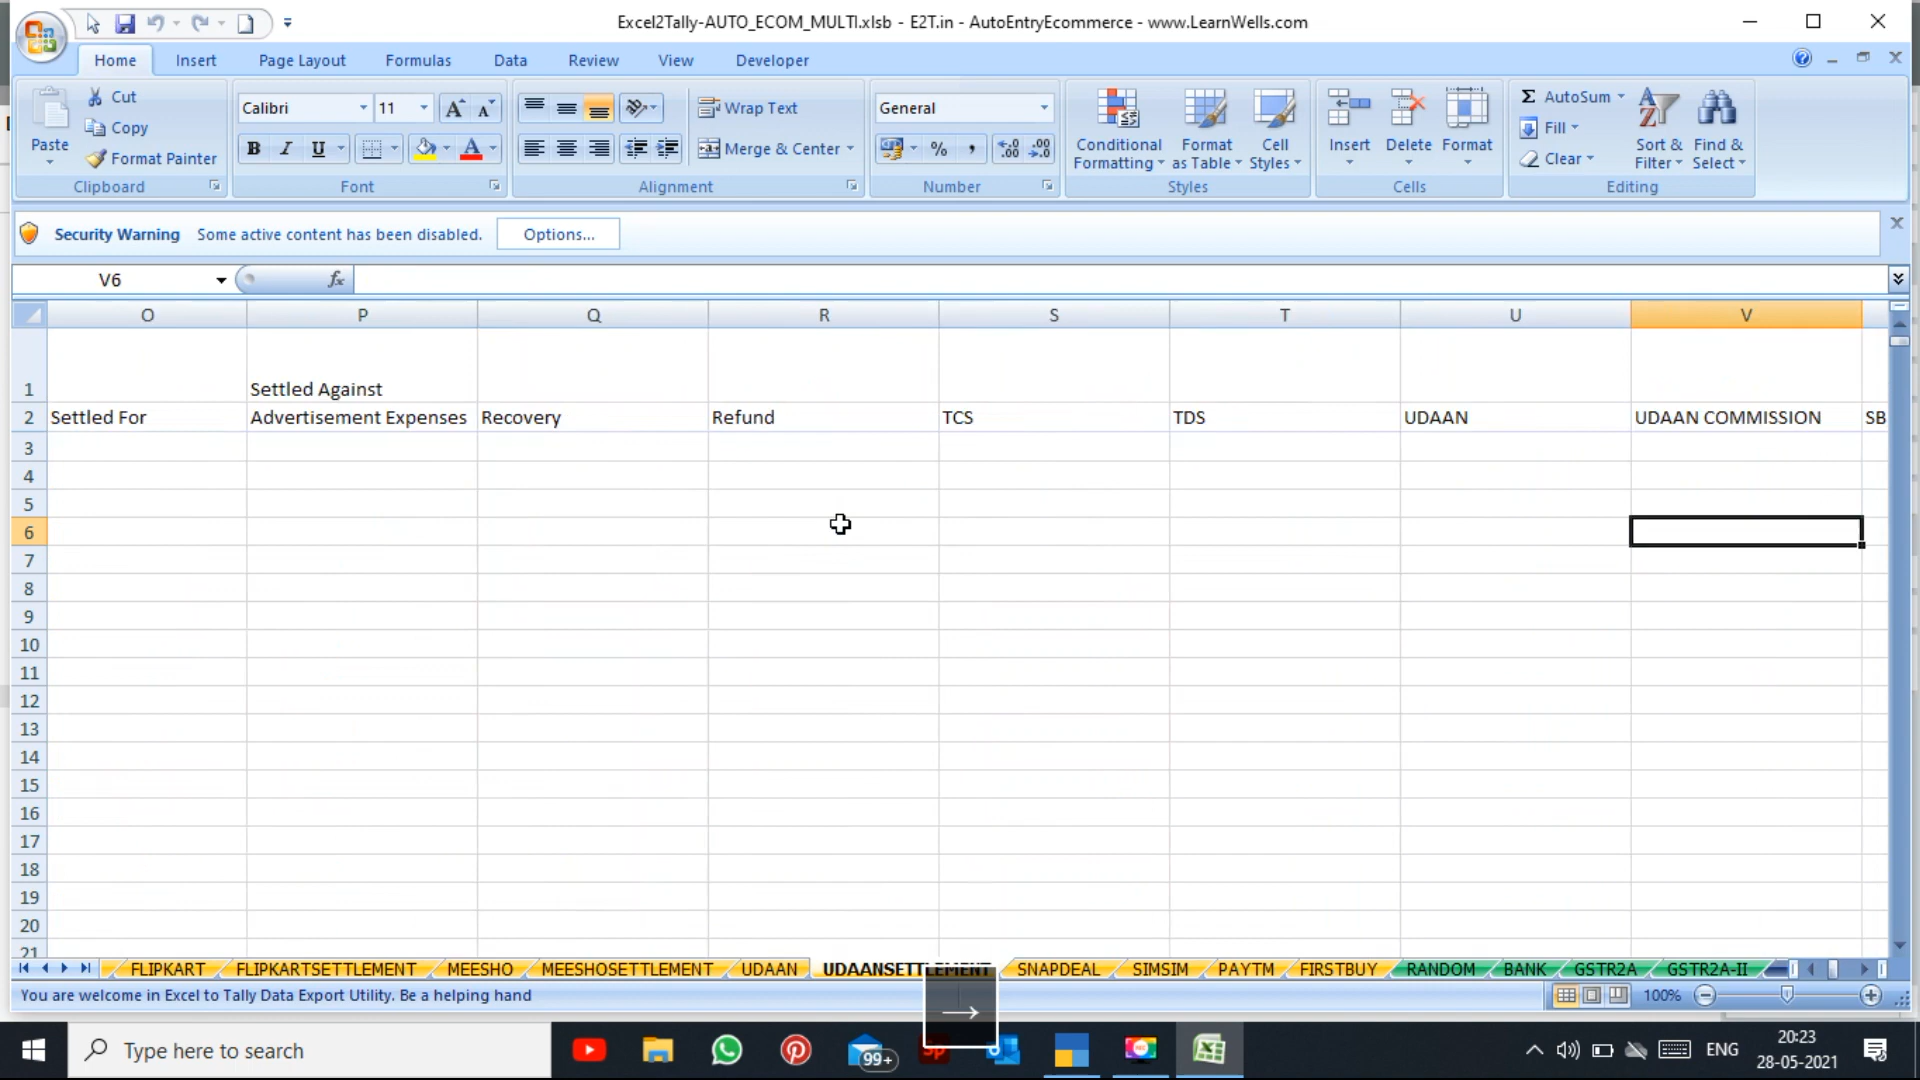 Excel2Tally-AUTO_ECOM_MULTI.xlsb - E2T.in - AutoEntryEcommerce - www.LearnWells.com
Home Insert Page Layout Formulas Data Review View Developer
Paste
Cut
Copy
Format Painter
Clipboard
Calibri 11
B I U
Font
Wrap Text
Merge & Center
Alignment
General
%
Number
Conditional Formatting
Format as Table
Cell Styles
Styles
Insert Delete Format
Cells
Σ AutoSum
Fill
Clear
Sort & Filter
Find & Select
Editing
Security Warning Some active content has been disabled. Options...
V6 fx
O P Q R S T U V
1 Settled Against
2 Settled For Advertisement Expenses Recovery Refund TCS TDS UDAAN UDAAN COMMISSION SB
3
4
5
6
7
8
9
10
11
12
13
14
15
16
17
18
19
20
21
FLIPKART FLIPKARTSETTLEMENT MEESHO MEESHOSETTLEMENT UDAAN UDAANSETTLEMENT SNAPDEAL SIMSIM PAYTM FIRSTBUY RANDOM BANK GSTR2A GSTR2A-II
You are welcome in Excel to Tally Data Export Utility. Be a helping hand 100%
Type here to search 99+ ENG 20:23
28-05-2021